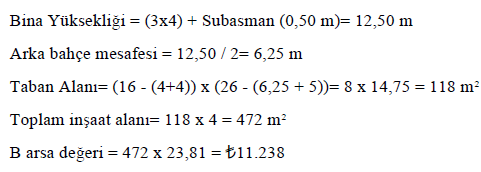 Bina Yüksekliği = (3x4) + Subasman (0,50 m)= 12,50 m
Arka bahçe mesafesi = 12,50 / 2= 6,25 m
Taban Alanı= (16 - (4+4)) x (26 - (6,25 + 5))= 8 x 14,75 = 118 m²
Toplam inşaat alanı= 118 x 4 = 472 m²
B arsa değeri = 472 x 23,81 = ₺11.238